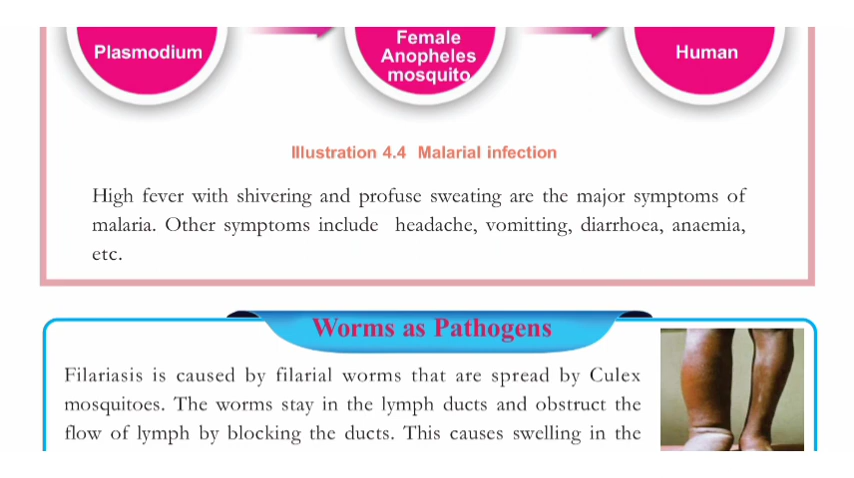 Plasmodium
Female
Anopheles
mosquito
Human
Illustration 4.4 Malarial infection
High fever with shivering and profuse sweating are the major symptoms of
malaria. Other symptoms include headache, vomitting, diarrhoea, anaemia,
etc.
Worms as Pathogens
Filariasis is caused by filarial worms that are spread by Culex
mosquitoes. The worms stay in the lymph ducts and obstruct the
flow of lymph by blocking the ducts. This causes swelling in the